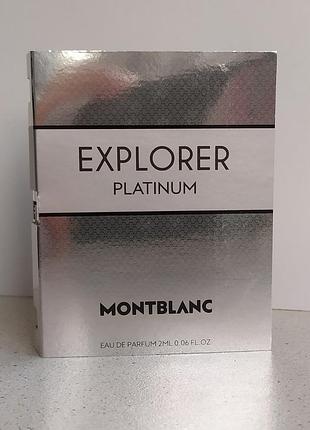 EXPLORER
PLATINUM
MONTBLANC
EAU DE PARFUM 2ML 0.06 FL.OZ